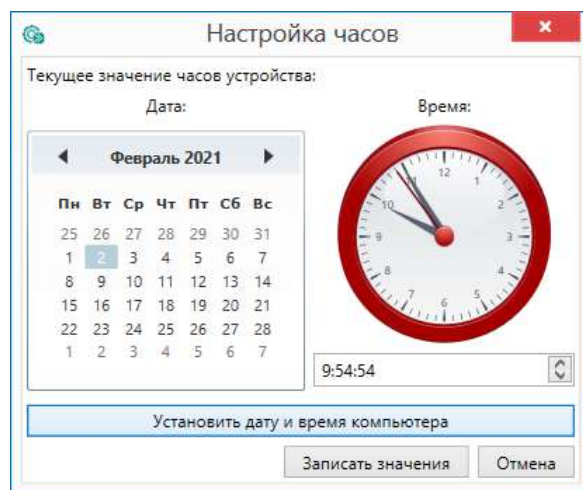 Настройка часов
Текущее значение часов устройства:
Дата:
Время:
Февраль 2021
Пн Вт Ср Чт Пт Сб Вс
25 26 27 28 29 30 31
1 2 3 4 5 6 7
8 9 10 11 12 13 14
15 16 17 18 19 20 21
22 23 24 25 26 27 28
1 2 3 4 5 6 7
12
11
1
10
2
9
3
8
4
7
5
6
9:54:54
Установить дату и время компьютера
Записать значения
Отмена